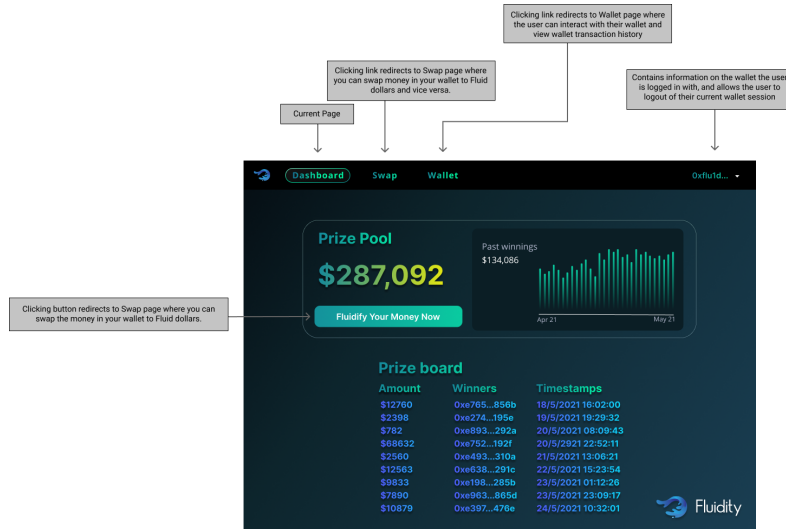 Clicking link redirects to Wallet page where
the user can interact with their wallet and
view wallet transaction history
Clicking link redirects to Swap page where
you can swap money in your wallet to Fluid
dollars and vice versa.
Contains information on the wallet the user
is logged in with, and allows the user to
logout of their current wallet session
Current Page
Dashboard Swap Wallet 0xflu1d...
Prize Pool
$287,092
Fluidify Your Money Now
Past winnings
$134,086
Apr 21 May 21
Clicking button redirects to Swap page where you can
swap the money in your wallet to Fluid dollars.
Prize board
Amount Winners Timestamps
$12760 0xe765...856b 18/5/2021 16:02:00
$2398 0xe274...195e 19/5/2021 19:29:32
$782 0xe893...292a 20/5/2021 08:09:43
$68632 0xe752...192f 20/5/2921 22:52:11
$2560 0xe493...310a 21/5/2021 13:06:21
$12563 0xe638...291c 22/5/2021 15:23:54
$9833 0xe198...285b 23/5/2021 01:12:26
$7890 0xe963...865d 23/5/2021 23:09:17
$10879 0xe397...476e 24/5/2021 10:32:01
Fluidity